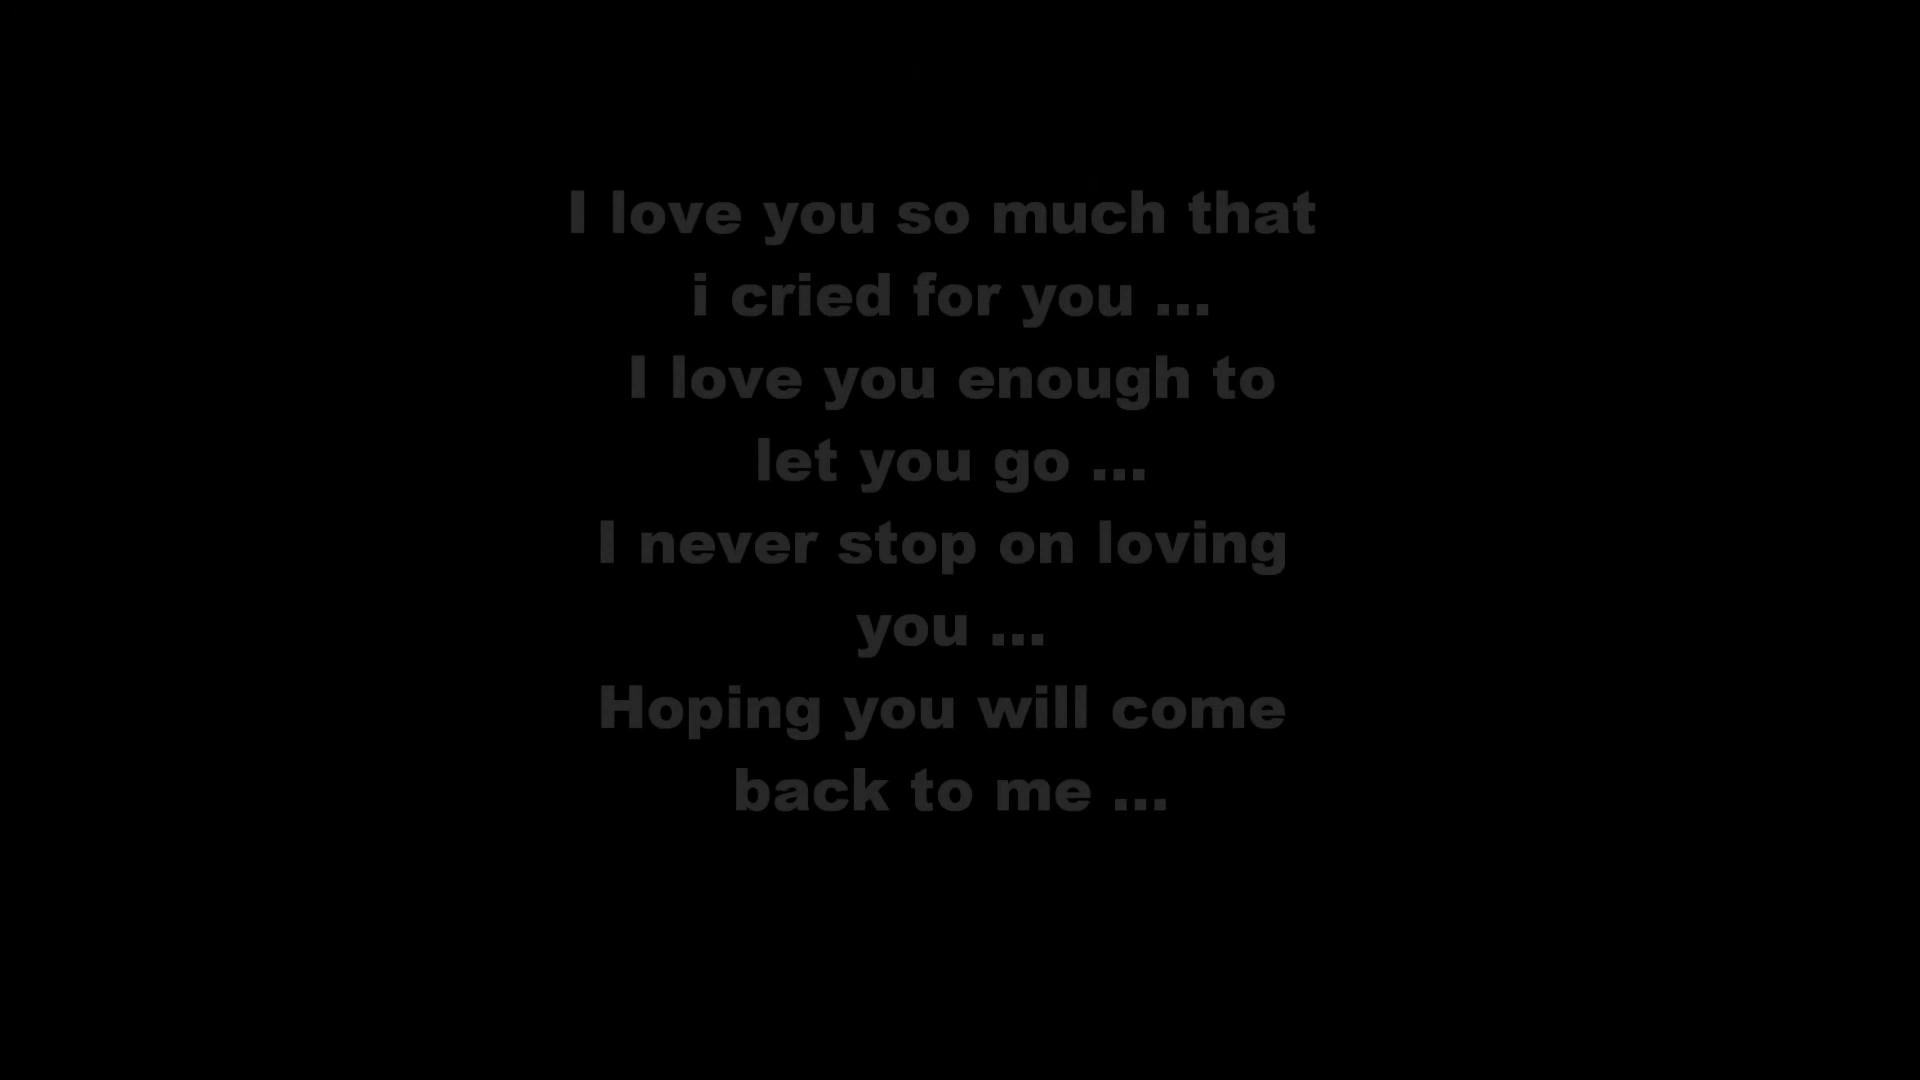 I love you so much that
i cried for you ...
I love you enough to
let you go ...
I never stop on loving
you ...
Hoping you will come
back to me ...